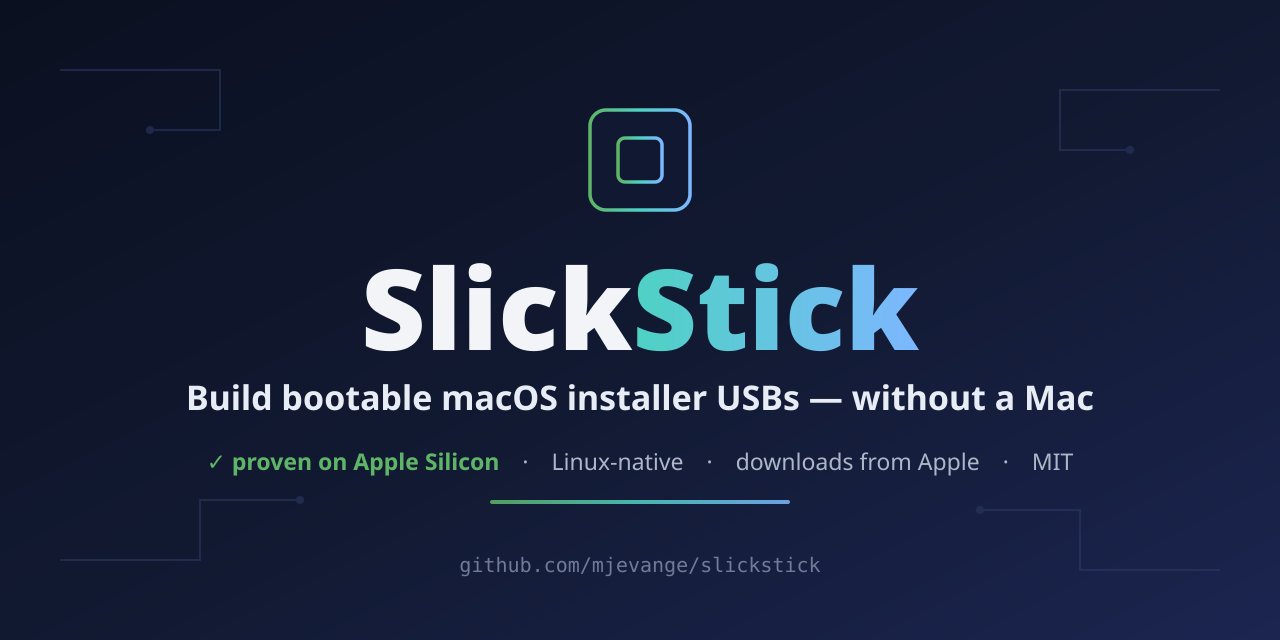 SlickStick
Build bootable macOS installer USBs — without a Mac
✓ proven on Apple Silicon · Linux-native · downloads from Apple · MIT
github.com/mjevange/slickstick